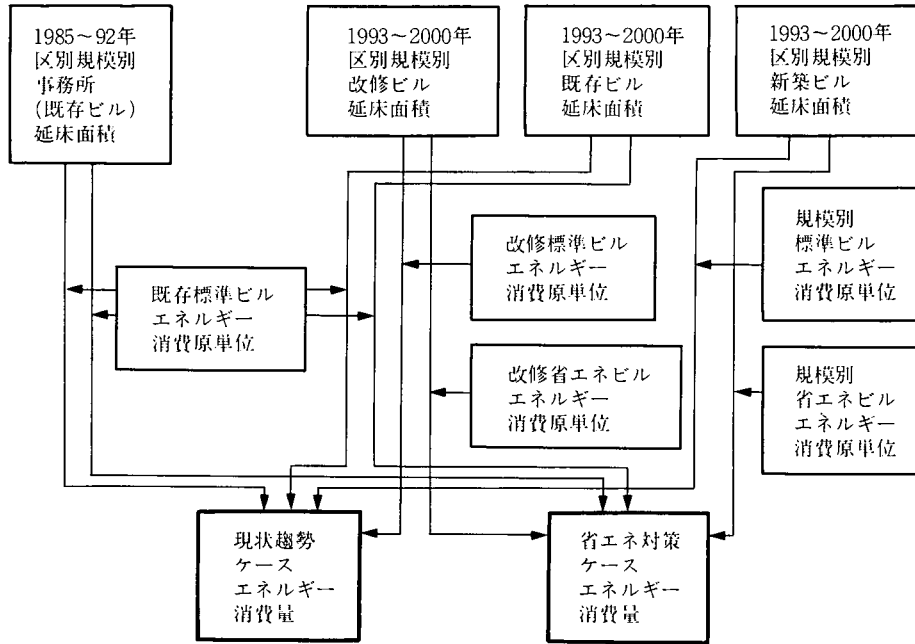 1985~92年
区別規模別
事務所
(既存ビル)
延床面積
1993~2000年
区別規模別
改修ビル
延床面積
1993~2000年
区別規模別
既存ビル
延床面積
1993~2000年
区別規模別
新築ビル
延床面積
既存標準ビル
エネルギー
消費原単位
改修標準ビル
エネルギー
消費原単位
規模別
標準ビル
エネルギー
消費原単位
改修省エネビル
エネルギー
消費原単位
規模別
省エネビル
エネルギー
消費原単位
現状趨勢
ケース
エネルギー
消費量
省エネ対策
ケース
エネルギー
消費量